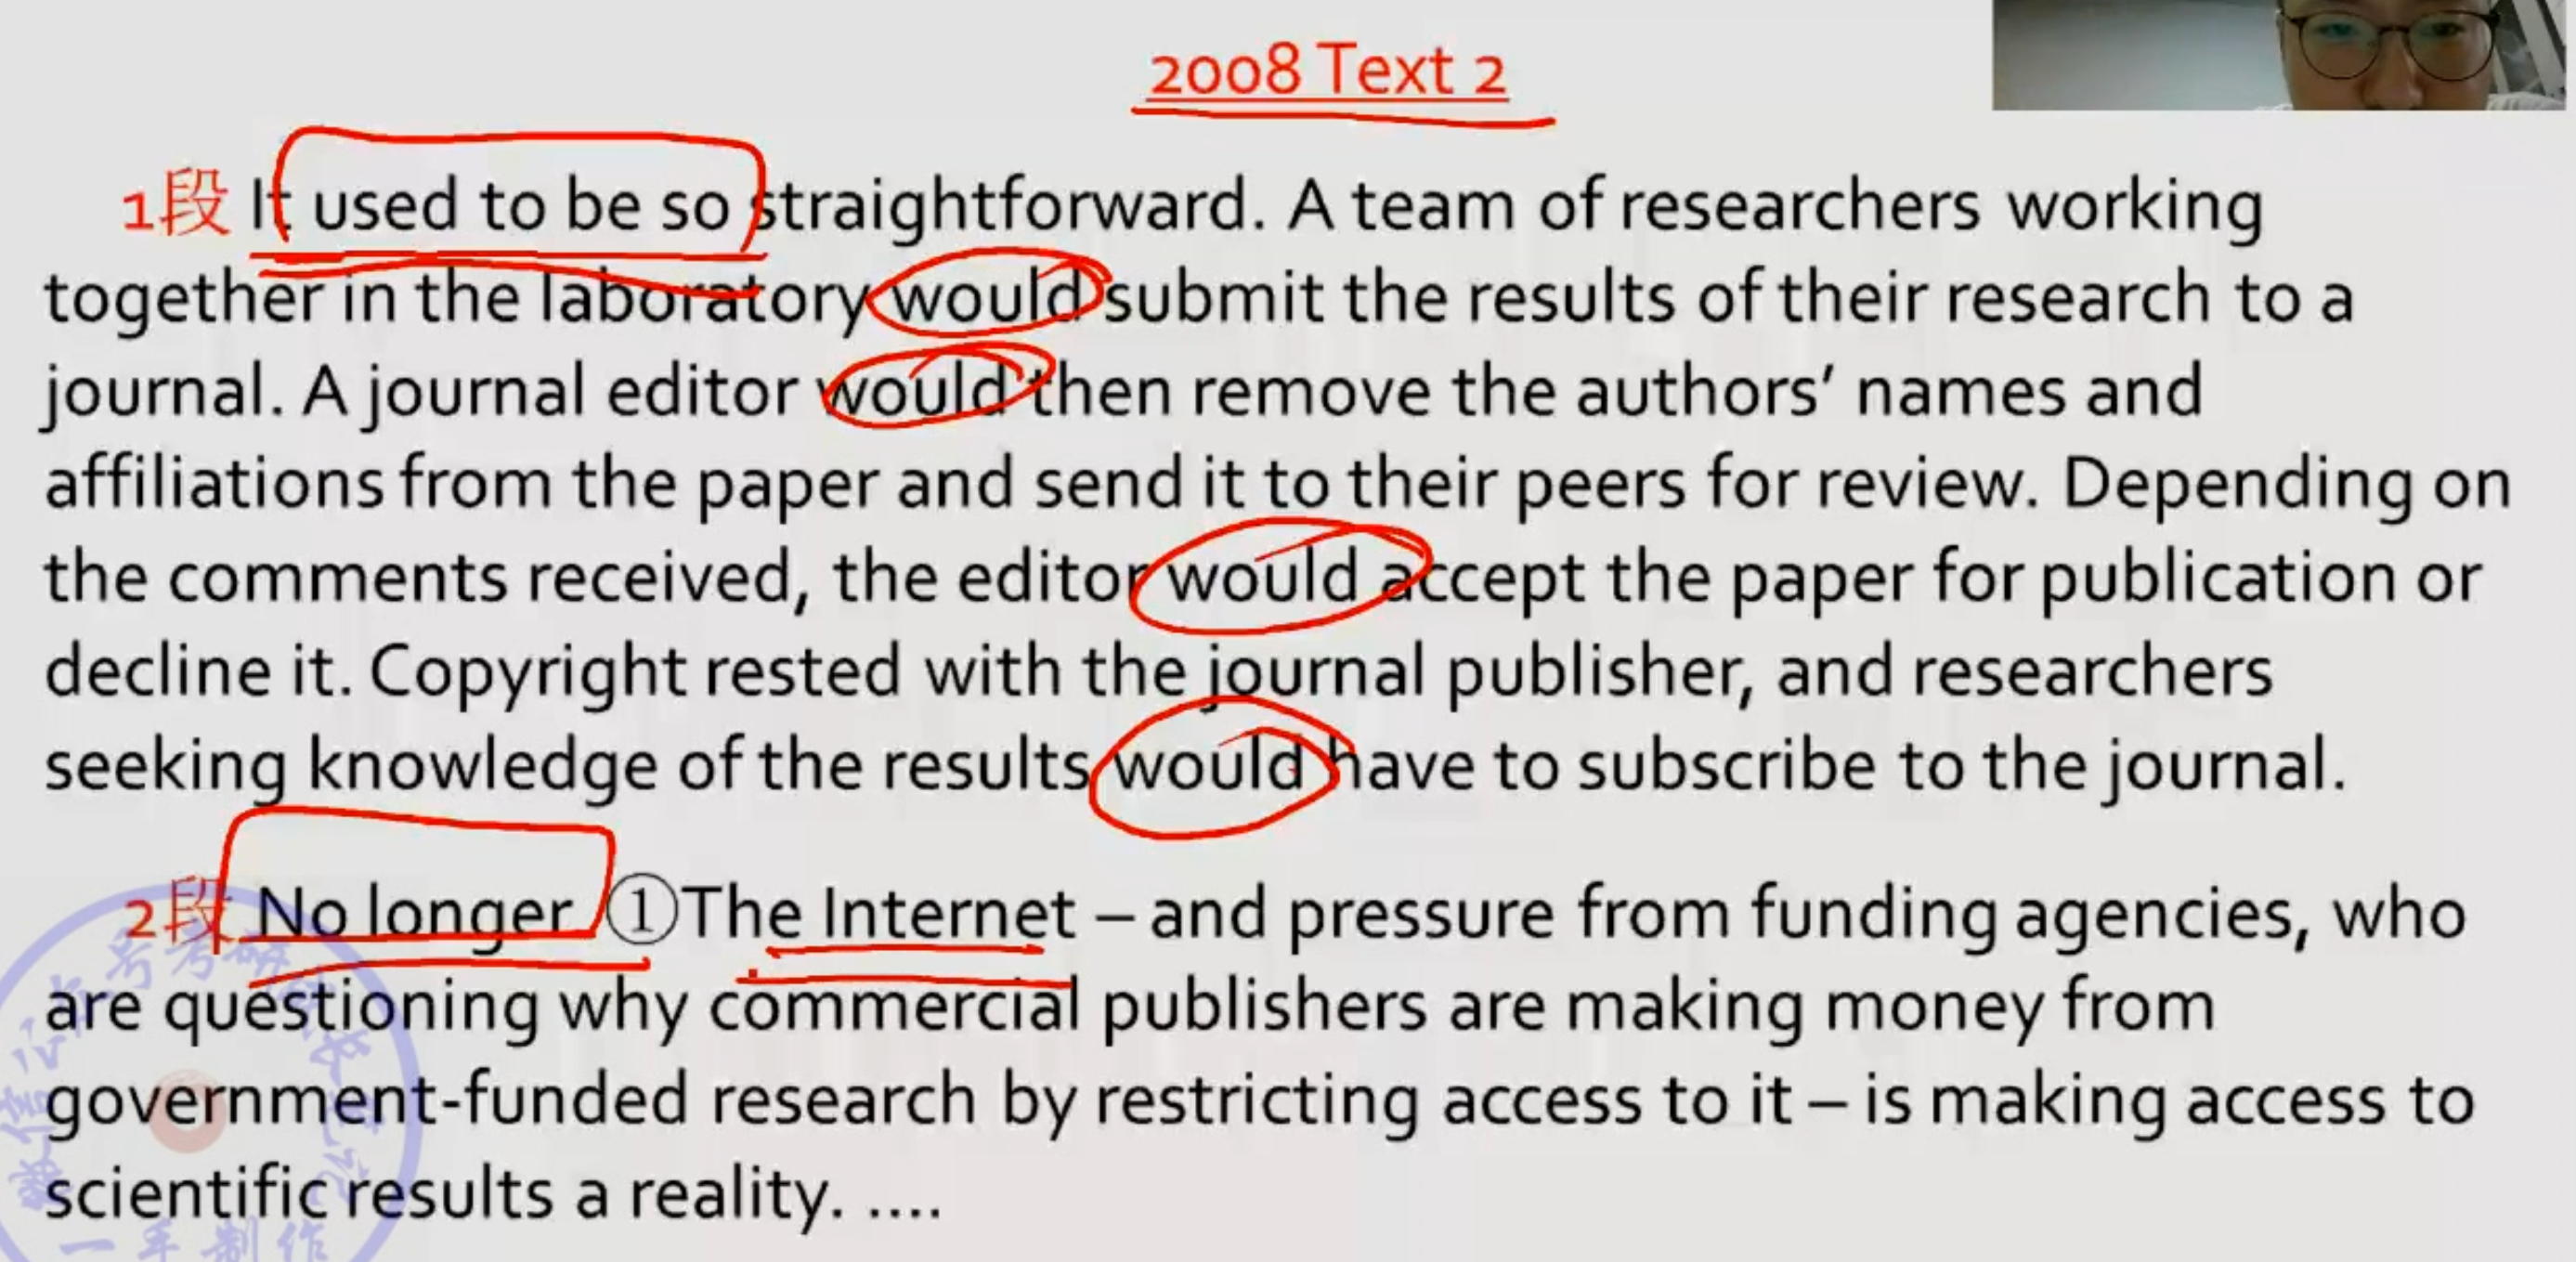 2008 Text 2
1段 It used to be so straightforward. A team of researchers working
together in the laboratory would submit the results of their research to a
journal. A journal editor would then remove the authors’ names and
affiliations from the paper and send it to their peers for review. Depending on
the comments received, the editor would accept the paper for publication or
decline it. Copyright rested with the journal publisher, and researchers
seeking knowledge of the results would have to subscribe to the journal.
2段 No longer ①The Internet – and pressure from funding agencies, who
are questioning why commercial publishers are making money from
government-funded research by restricting access to it – is making access to
scientific results a reality. ....